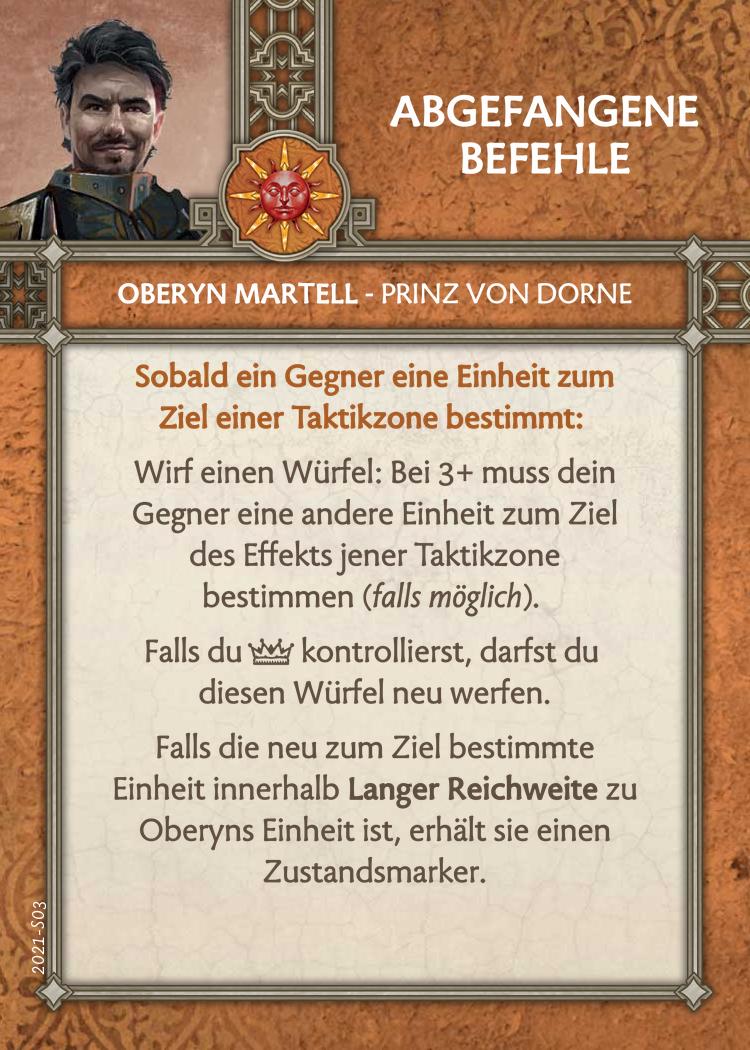 ABGEFANGENE
BEFEHLE
OBERYN MARTELL - PRINZ VON DORNE
Sobald ein Gegner eine Einheit zum
Ziel einer Taktikzone bestimmt:
Wirf einen Würfel: Bei 3+ muss dein
Gegner eine andere Einheit zum Ziel
des Effekts jener Taktikzone
bestimmen (falls möglich).
Falls du kontrollierst, darfst du
diesen Würfel neu werfen.
Falls die neu zum Ziel bestimmte
Einheit innerhalb Langer Reichweite zu
Oberyns Einheit ist, erhält sie einen
Zustandsmarker.
2021-S03